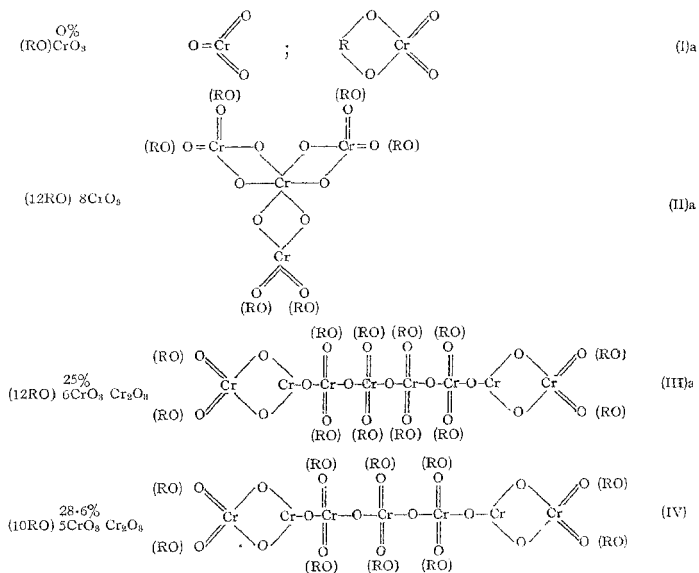 O O O
0%
(RO)CrO₃ O=Cr ; R Cr (I)a
O O O
(RO) (RO)
O O O
(RO) O=Cr—O O—Cr=O (RO)
O—Cr—O
(12RO) 8CrO₃ (II)a
O O
Cr
O O
(RO) (RO)
(RO) (RO) (RO) (RO)
(RO) O O O O O O O O (RO)
25%
(12RO) 6CrO₃ Cr₂O₃ Cr Cr—O—Cr—O—Cr—O—Cr—O—Cr—O—Cr Cr (III)a
(RO) O O O O O O O O (RO)
(RO) (RO) (RO) (RO)
(RO) (RO) (RO)
(RO) O O O O O O O (RO)
28·6%
(10RO) 5CrO₃ Cr₂O₃ Cr Cr—O—Cr—O—Cr—O—Cr—O—Cr Cr (IV)
(RO) O O O O O O O (RO)
(RO) (RO) (RO)